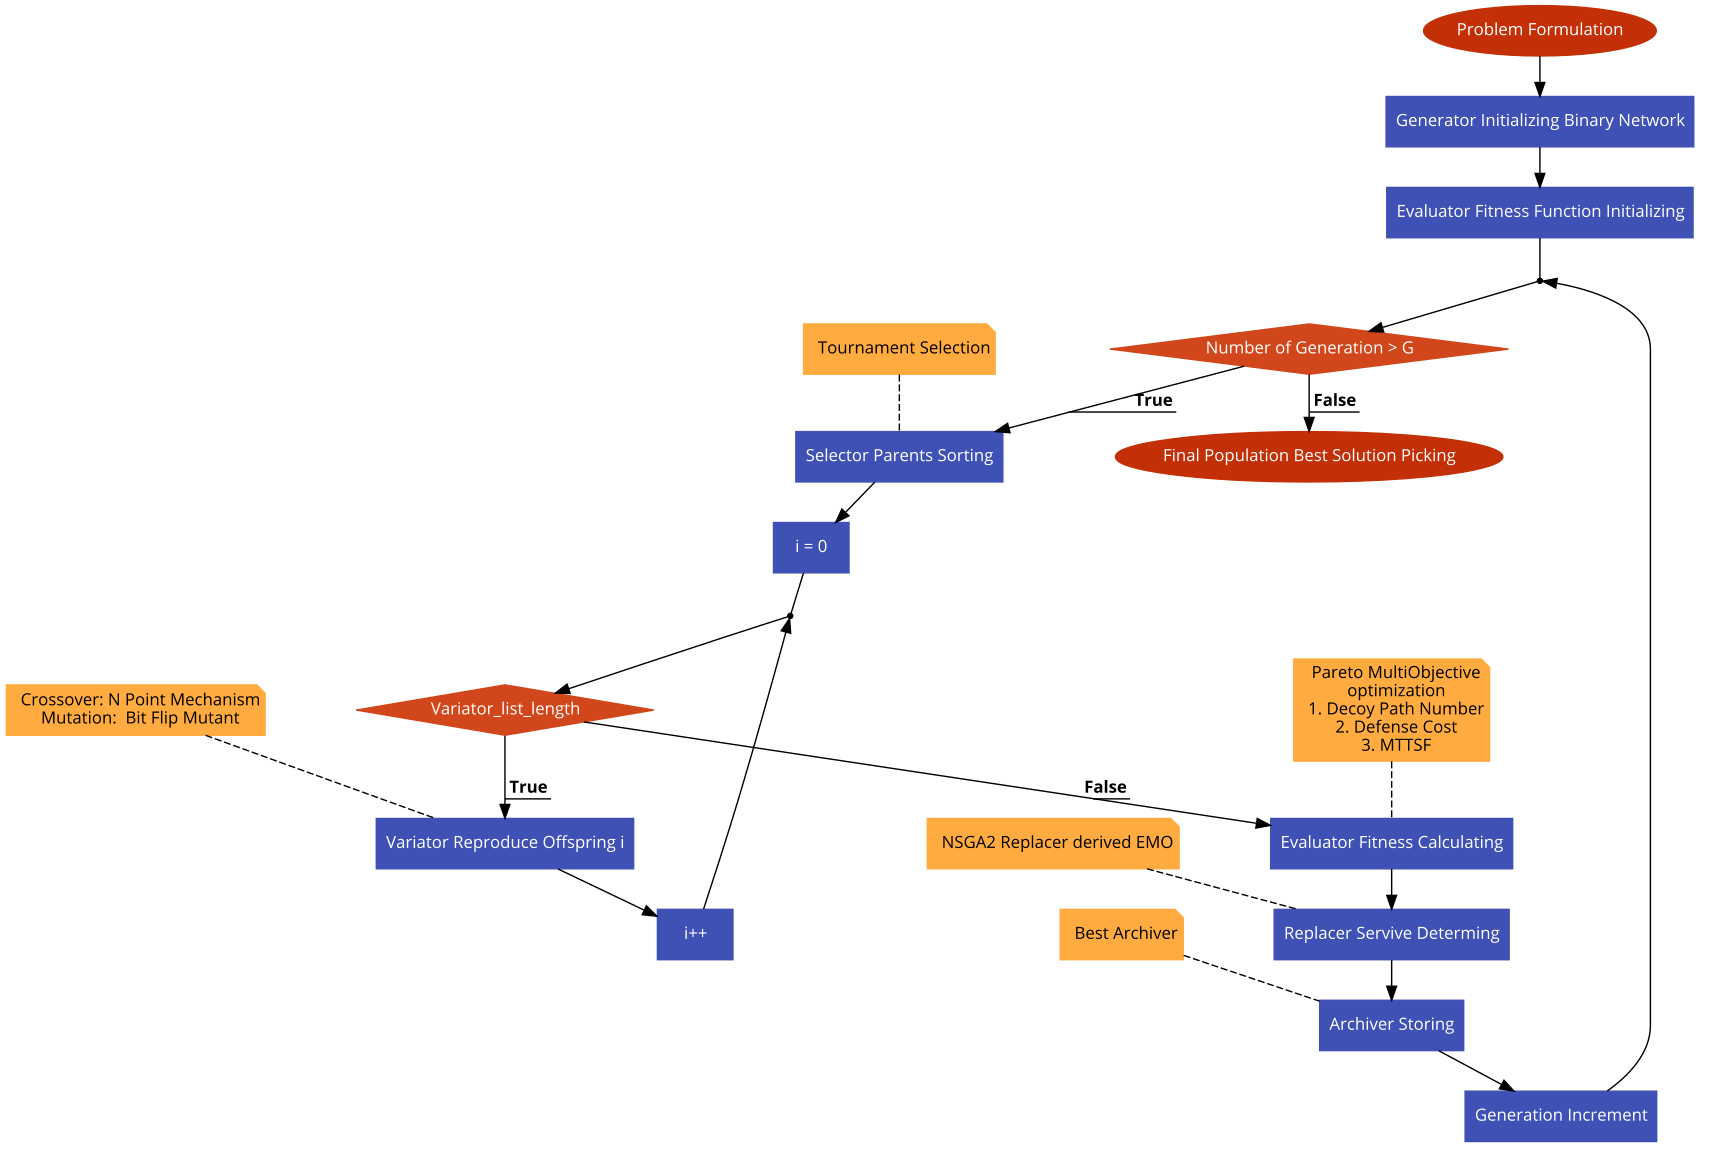 Problem Formulation
Generator Initializing Binary Network
Evaluator Fitness Function Initializing
Number of Generation > G
Tournament Selection
True
False
Selector Parents Sorting
Final Population Best Solution Picking
i = 0
Variator_list_length
Crossover: N Point Mechanism
Mutation:  Bit Flip Mutant
Pareto MultiObjective
optimization
1. Decoy Path Number
2. Defense Cost
3. MTTSF
True
False
Variator Reproduce Offspring i
NSGA2 Replacer derived EMO
Evaluator Fitness Calculating
i++
Best Archiver
Replacer Servive Determing
Archiver Storing
Generation Increment